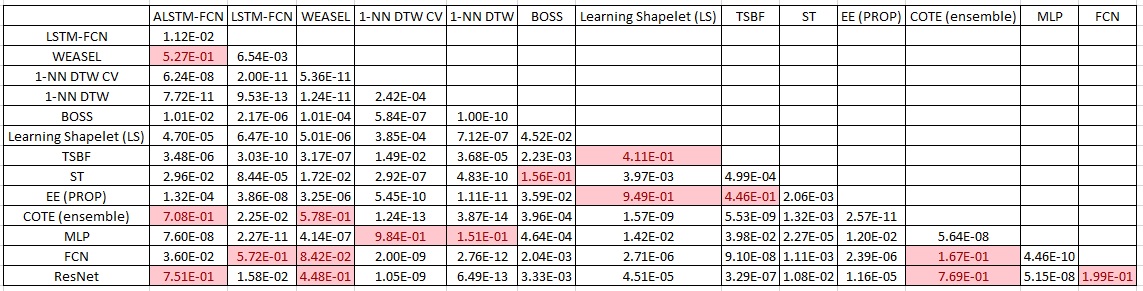 ALSTM-FCN LSTM-FCN WEASEL 1-NN DTW CV 1-NN DTW BOSS Learning Shapelet (LS) TSBF ST EE (PROP) COTE (ensemble) MLP FCN
LSTM-FCN 1.12E-02
WEASEL 5.27E-01 6.54E-03
1-NN DTW CV 6.24E-08 2.00E-11 5.36E-11
1-NN DTW 7.72E-11 9.53E-13 1.24E-11 2.42E-04
BOSS 1.01E-02 2.17E-06 1.01E-04 5.84E-07 1.00E-10
Learning Shapelet (LS) 4.70E-05 6.47E-10 5.01E-06 3.85E-04 7.12E-07 4.52E-02
TSBF 3.48E-06 3.03E-10 3.17E-07 1.49E-02 3.68E-05 2.23E-03 4.11E-01
ST 2.96E-02 8.44E-05 1.72E-02 2.92E-07 4.83E-10 1.56E-01 3.97E-03 4.99E-04
EE (PROP) 1.32E-04 3.86E-08 3.25E-06 5.45E-10 1.11E-11 3.59E-02 9.49E-01 4.46E-01 2.06E-03
COTE (ensemble) 7.08E-01 2.25E-02 5.78E-01 1.24E-13 3.87E-14 3.96E-04 1.57E-09 5.53E-09 1.32E-03 2.57E-11
MLP 7.60E-08 2.27E-11 4.14E-07 9.84E-01 1.51E-01 4.64E-04 1.42E-02 3.98E-02 2.27E-05 1.20E-02 5.64E-08
FCN 3.60E-02 5.72E-01 8.42E-02 2.00E-09 2.76E-12 2.04E-03 2.71E-06 9.10E-08 1.11E-03 2.39E-06 1.67E-01 4.46E-10
ResNet 7.51E-01 1.58E-02 4.48E-01 1.05E-09 6.49E-13 3.33E-03 4.51E-05 3.29E-07 1.08E-02 1.16E-05 7.69E-01 5.15E-08 1.99E-01